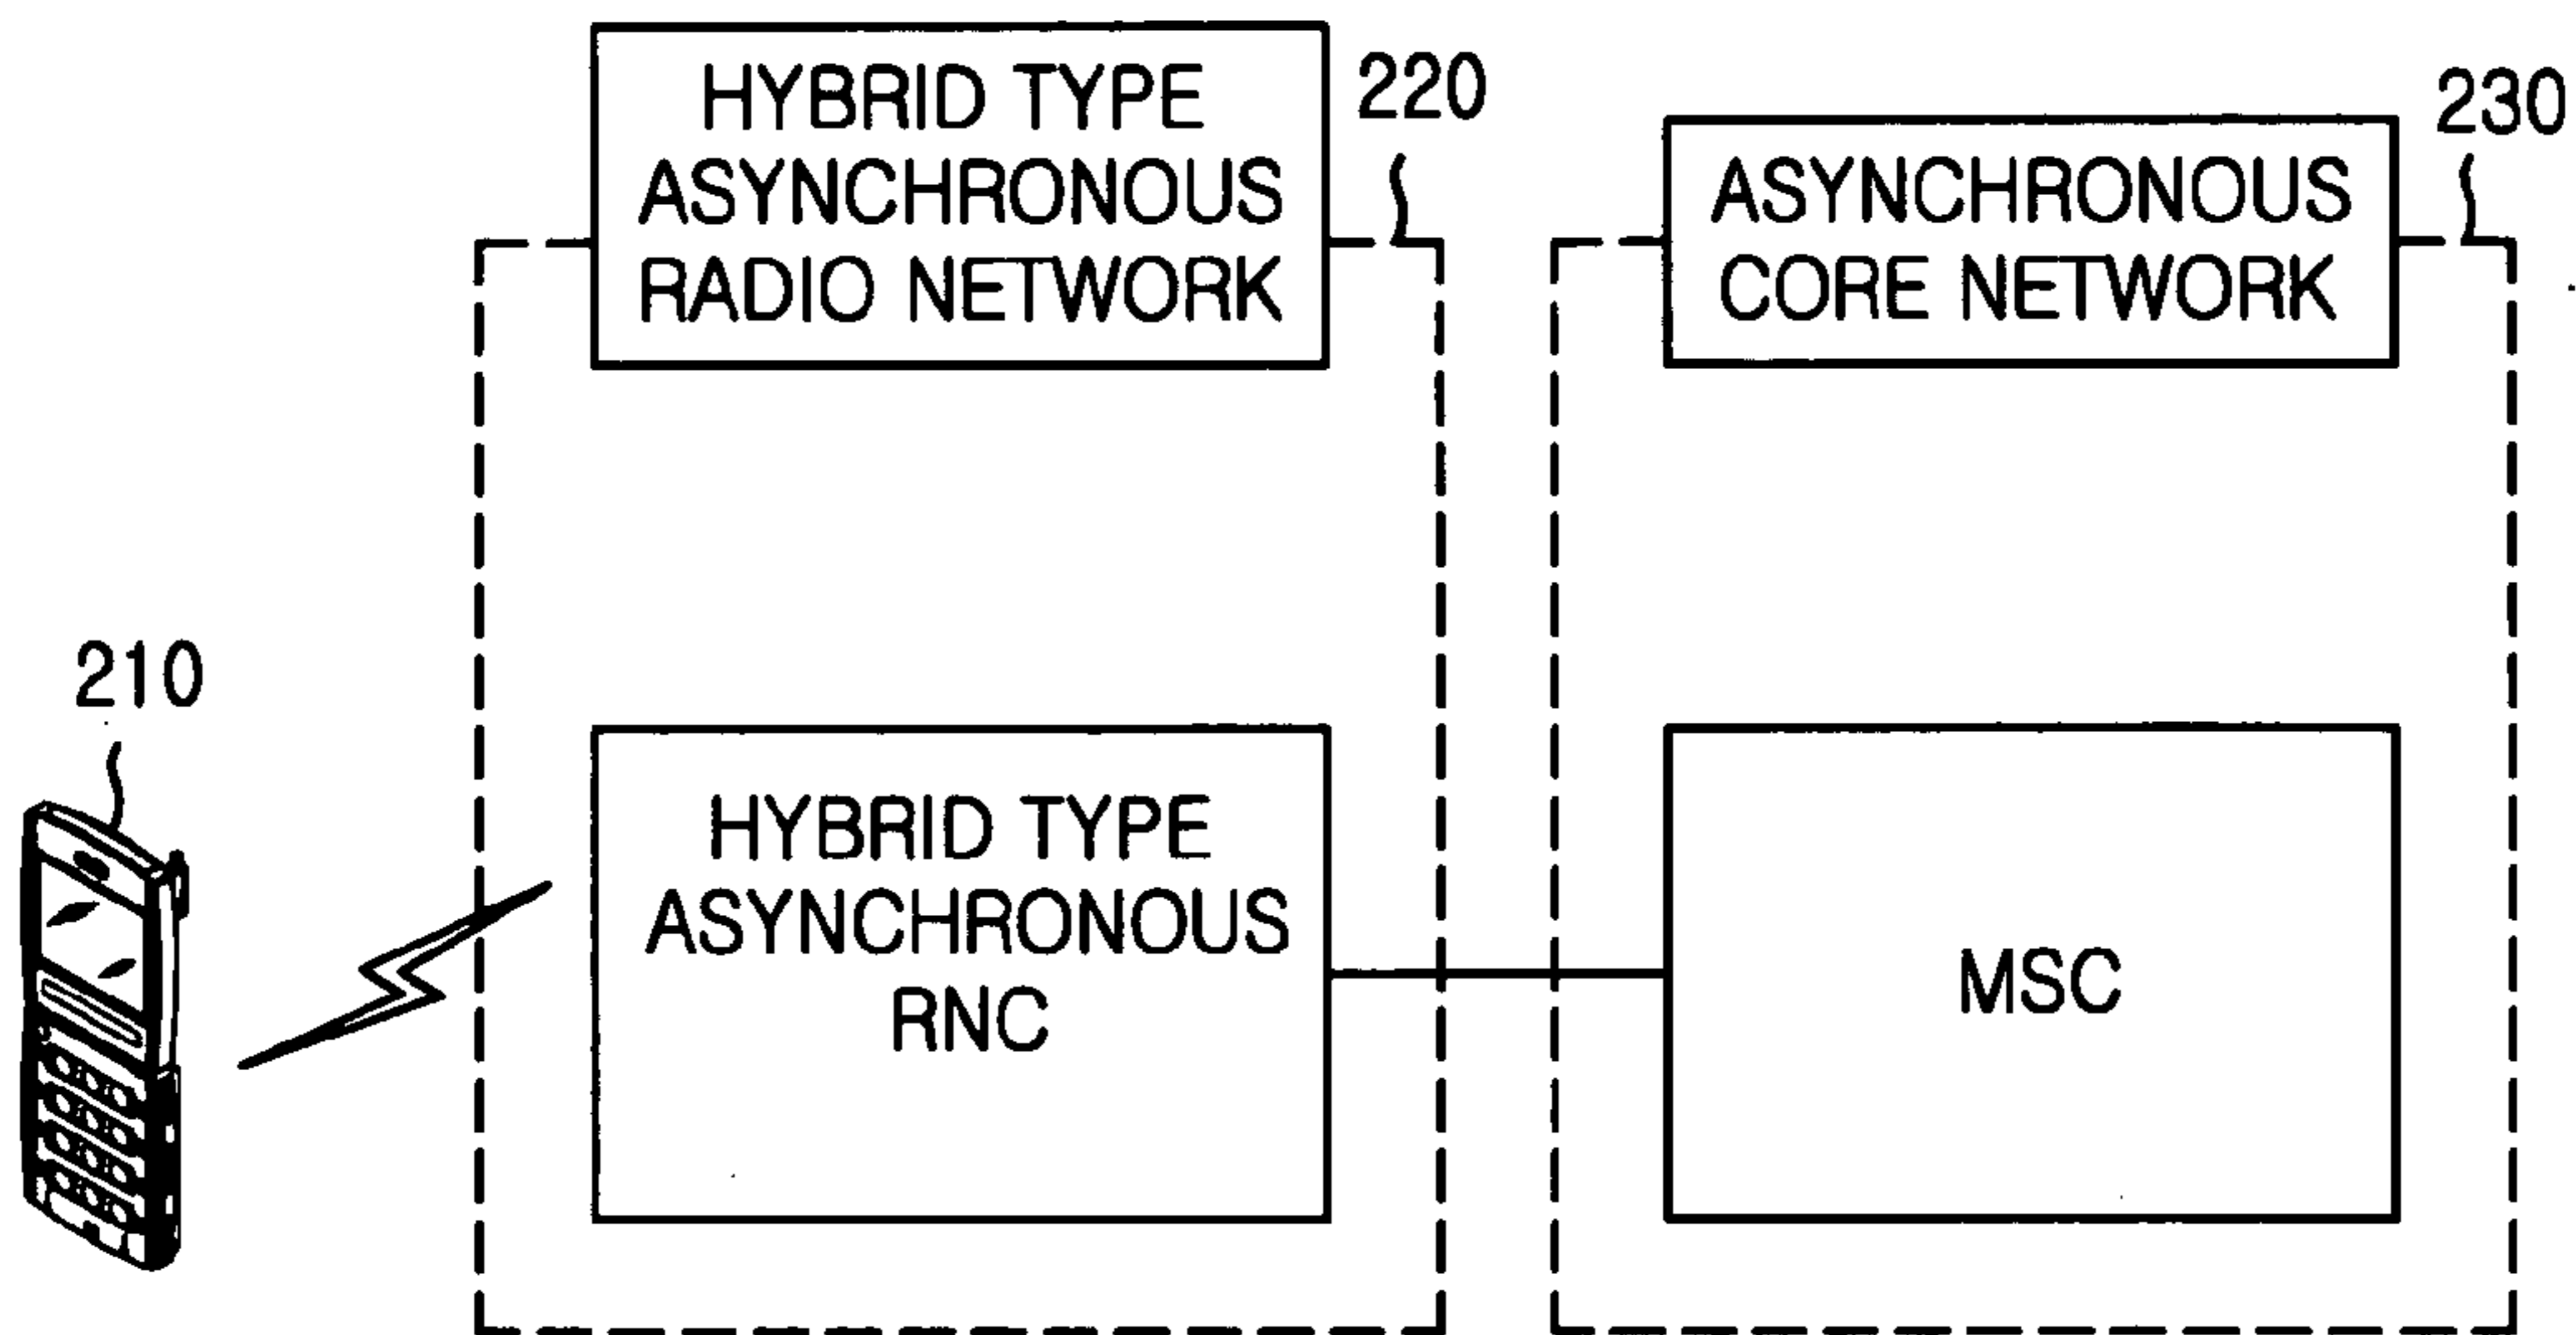 HYBRID TYPE
ASYNCHRONOUS
RADIO NETWORK
220
ASYNCHRONOUS
CORE NETWORK
230
210
HYBRID TYPE
ASYNCHRONOUS
RNC
MSC